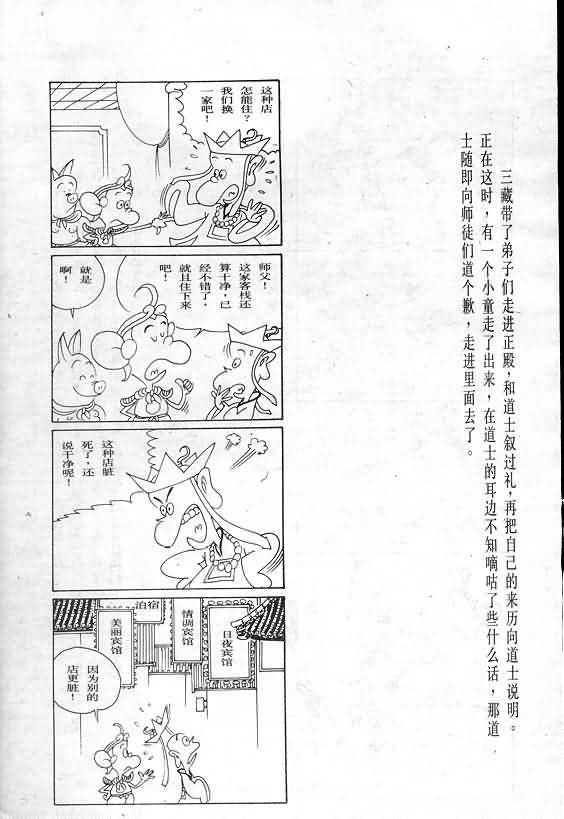 三藏带了弟子们走进正殿，和道士叙过礼，再把自己的来历向道士说明。
正在这时，有一个小童走了出来，在道士的耳边不知嘀咕了些什么话，那道
士随即向师徒们道个歉，走进里面去了。
这种店
怎能住？
我们换
一家吧！
师父！
这家客栈还
算干净，已
经不错了，
就且住下来
吧！
就是
啊！
这种店脏
死了，还
说干净呢！
日夜宾馆
情调宾馆
泊宿
美丽宾馆
因为别的
店更脏！